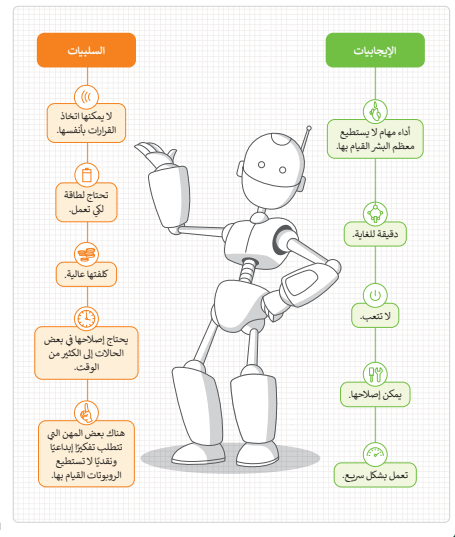 الإيجابيات
أداء مهام لا يستطيع
معظم البشر القيام بها.
دقيقة للغاية.
لا تتعب.
يمكن إصلاحها.
تعمل بشكل سريع.
السلبيات
لا يمكنها اتخاذ
القرارات بأنفسها.
تحتاج لطاقة
لكي تعمل.
كلفتها عالية.
يحتاج إصلاحها في بعض
الحالات إلى الكثير من
الوقت.
هناك بعض المهن التي
تتطلب تفكيرًا إبداعيًا
ونقديًا لا تستطيع
الروبوتات القيام بها.